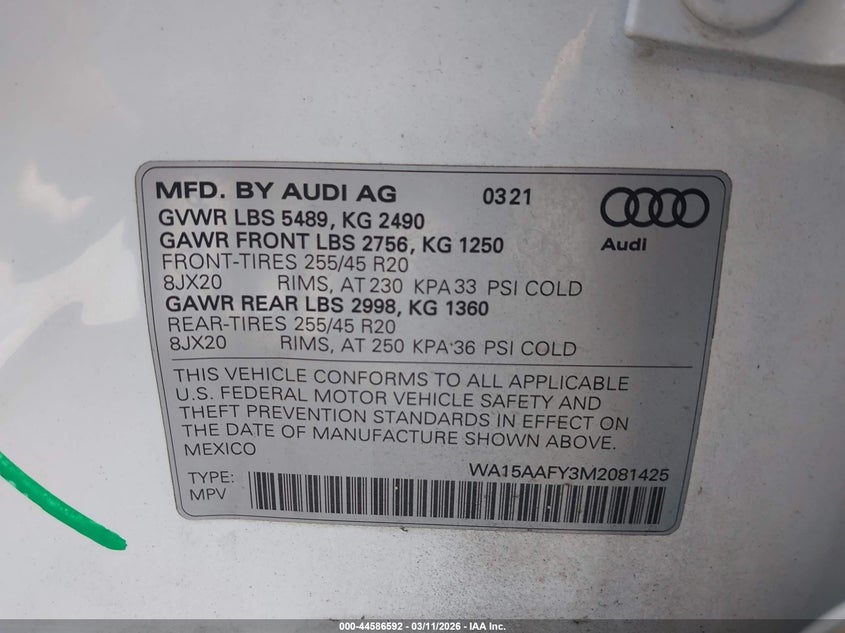 MFD. BY AUDI AG 0321
GVWR LBS 5489, KG 2490
GAWR FRONT LBS 2756, KG 1250
Audi
FRONT-TIRES 255/45 R20
8JX20 RIMS, AT 230 KPA 33 PSI COLD
GAWR REAR LBS 2998, KG 1360
REAR-TIRES 255/45 R20
8JX20 RIMS, AT 250 KPA 36 PSI COLD
THIS VEHICLE CONFORMS TO ALL APPLICABLE
U.S. FEDERAL MOTOR VEHICLE SAFETY AND
THEFT PREVENTION STANDARDS IN EFFECT ON
THE DATE OF MANUFACTURE SHOWN ABOVE.
MEXICO
WA15AAFY3M2081425
TYPE:
MPV
000-44586592 - 03/11/2026 - IAA Inc.